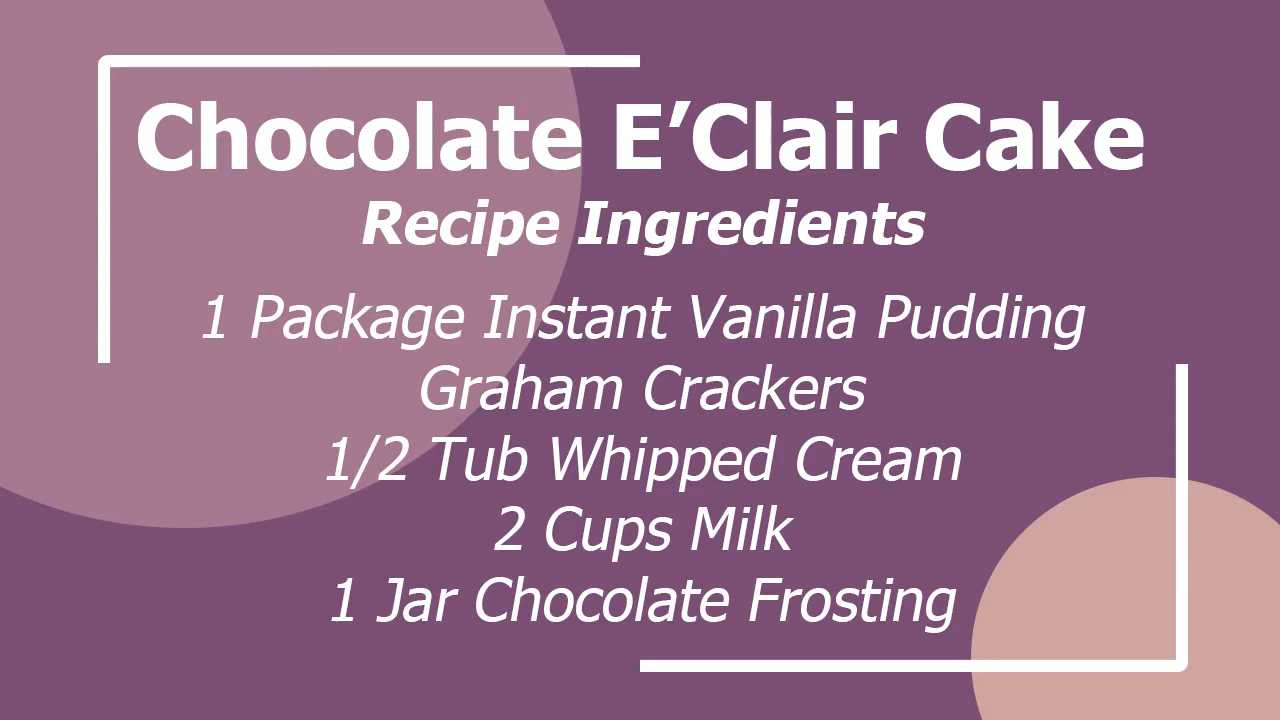 Chocolate E’Clair Cake
Recipe Ingredients
1 Package Instant Vanilla Pudding
Graham Crackers
1/2 Tub Whipped Cream
2 Cups Milk
1 Jar Chocolate Frosting